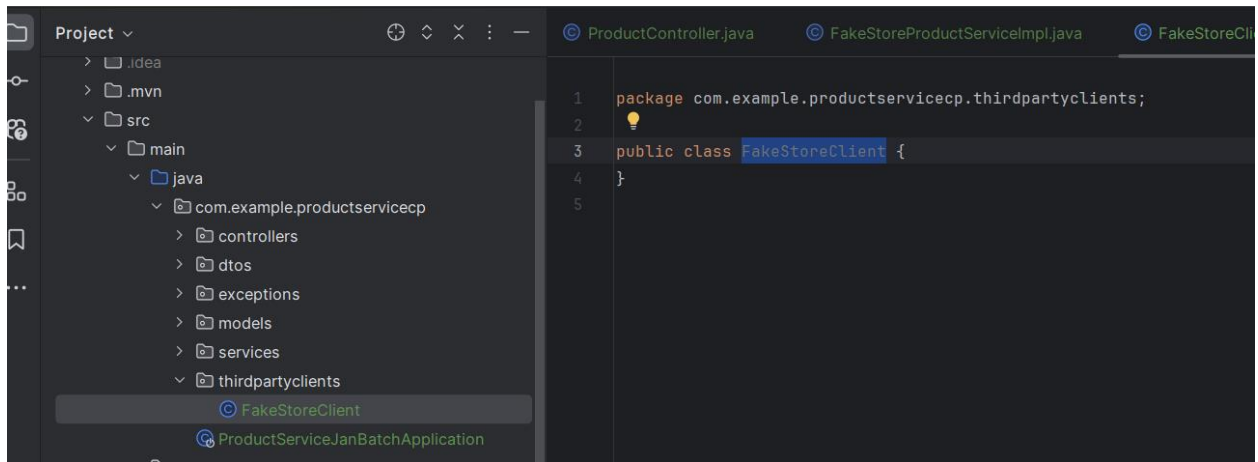 Project
ProductController.java
FakeStoreProductServiceImpl.java
FakeStoreCli
.idea
.mvn
src
main
java
com.example.productservicecp
controllers
dtos
exceptions
models
services
thirdpartyclients
FakeStoreClient
ProductServiceJanBatchApplication
1 package com.example.productservicecp.thirdpartyclients;
2
3 public class FakeStoreClient {
4 }
5